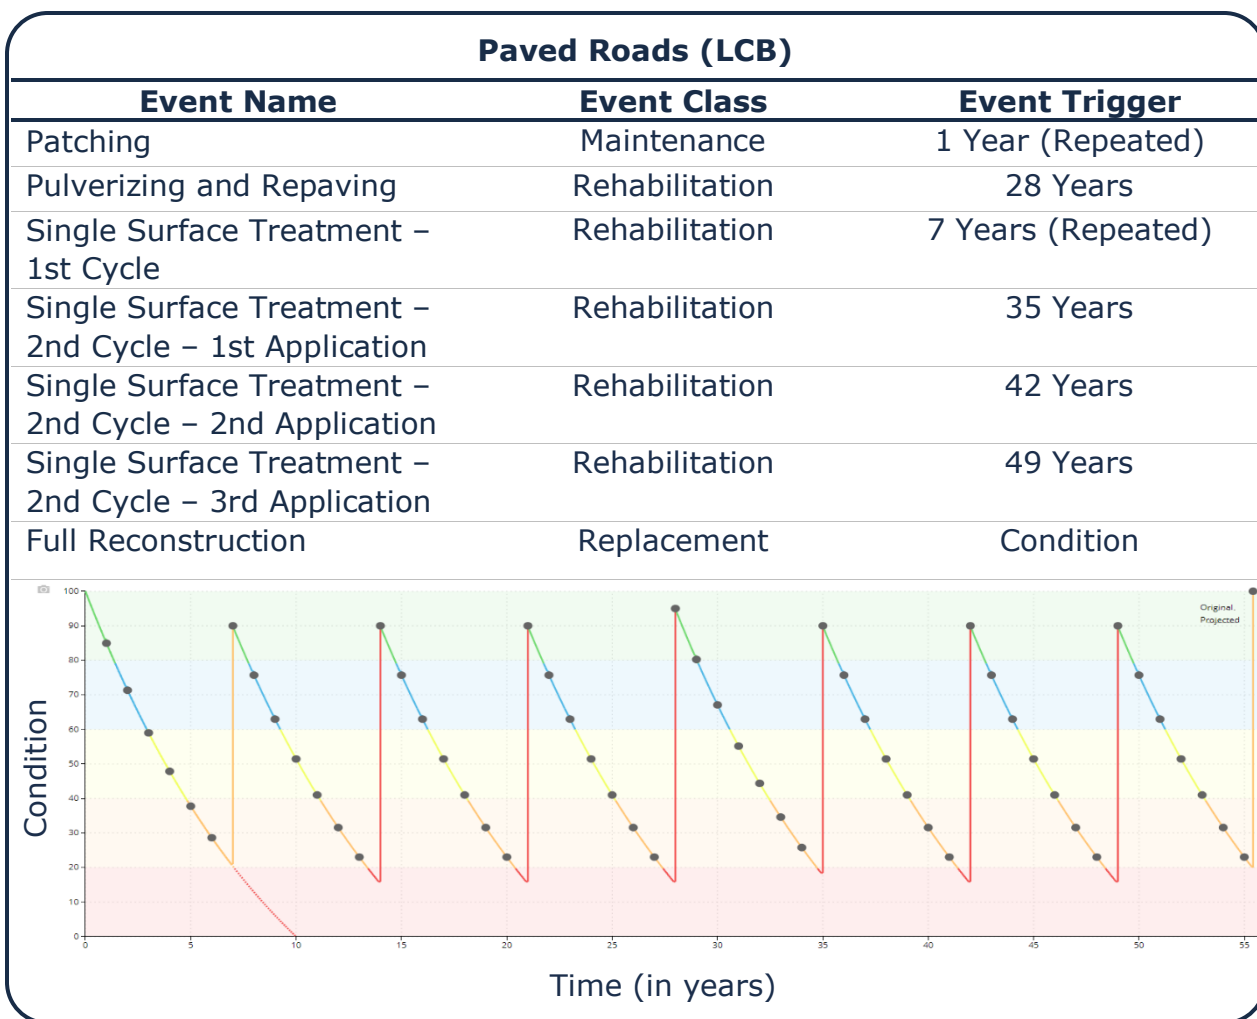 Paved Roads (LCB)
Event Name Event Class Event Trigger
Patching Maintenance 1 Year (Repeated)
Pulverizing and Repaving Rehabilitation 28 Years
Single Surface Treatment – Rehabilitation 7 Years (Repeated)
1st Cycle
Single Surface Treatment – Rehabilitation 35 Years
2nd Cycle – 1st Application
Single Surface Treatment – Rehabilitation 42 Years
2nd Cycle – 2nd Application
Single Surface Treatment – Rehabilitation 49 Years
2nd Cycle – 3rd Application
Full Reconstruction Replacement Condition
Original.
Projected
100
90
80
70
60
50
40
30
20
10
0
Condition
0 5 10 15 20 25 30 35 40 45 50 55
Time (in years)